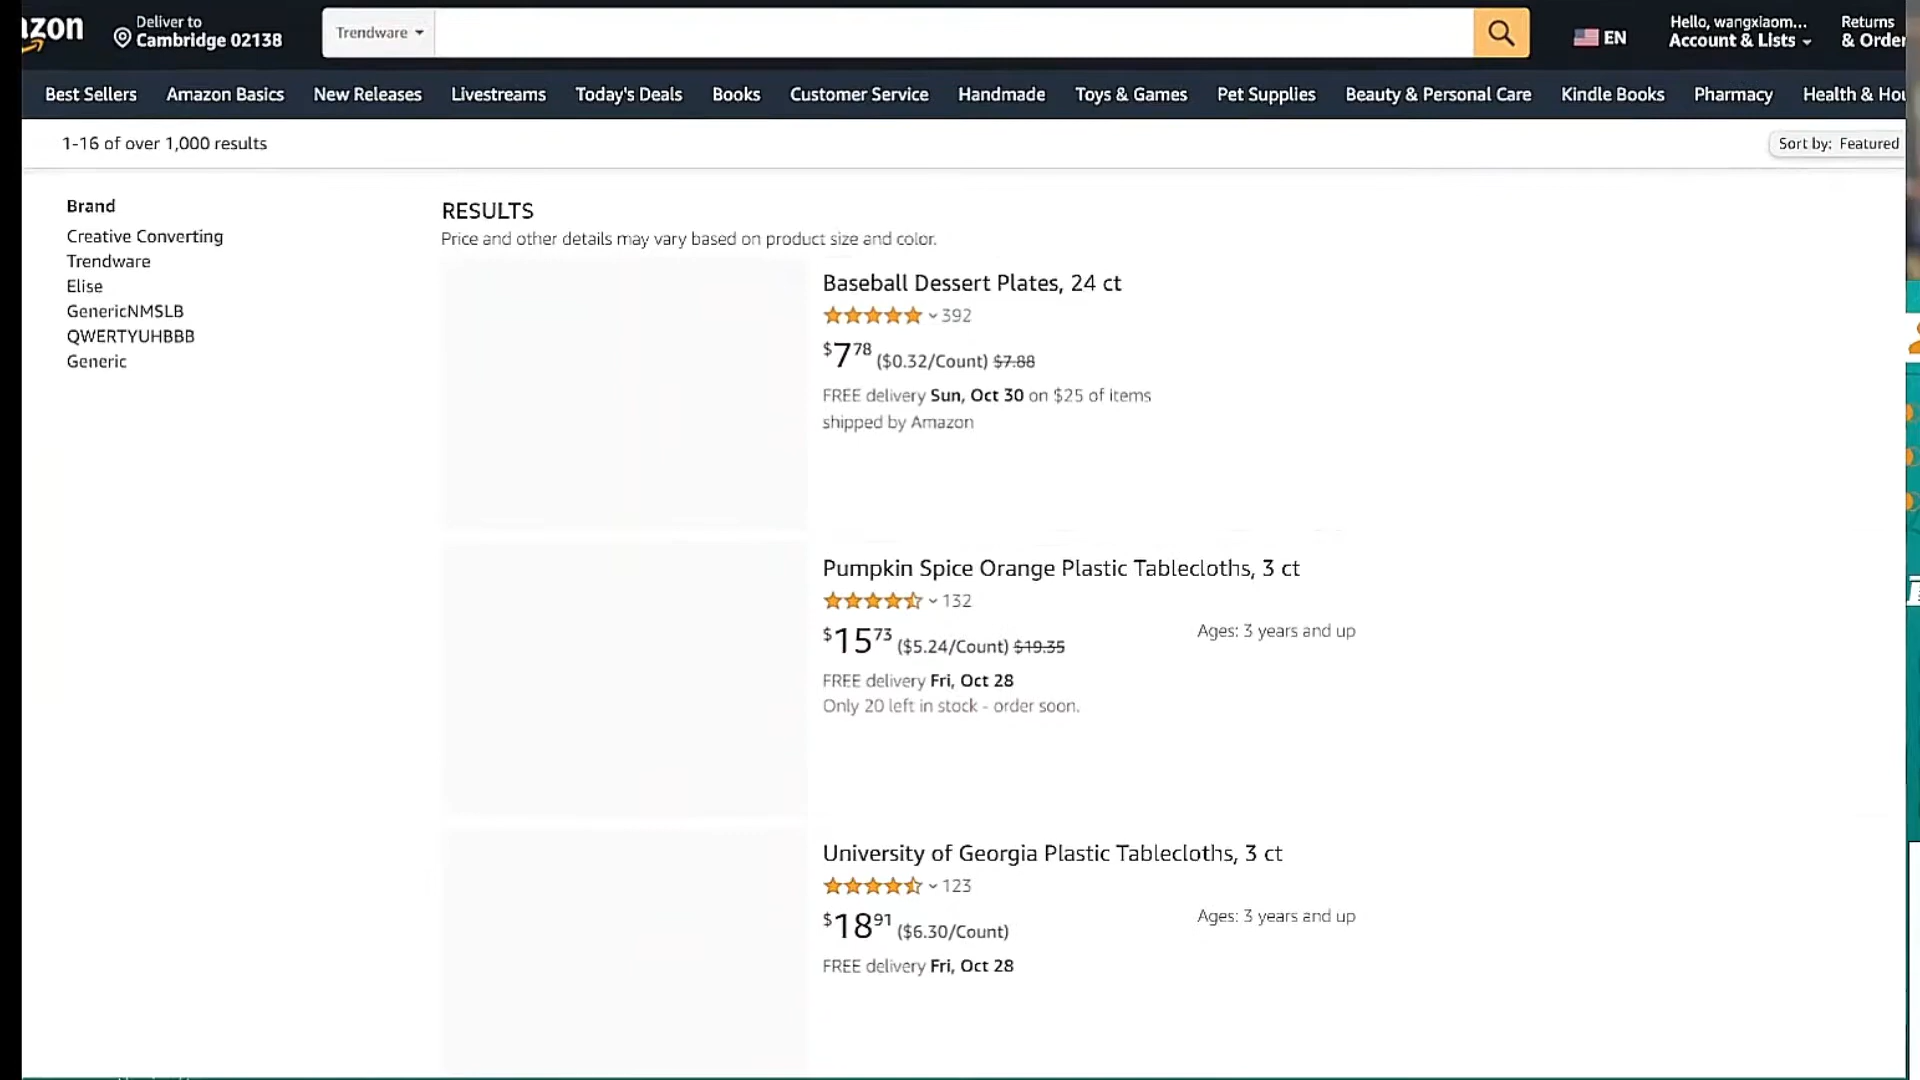 Deliver to
Cambridge 02138
Trendware
EN
Hello, wangxiaom...
Account & Lists
Returns
Best Sellers
Amazon Basics
New Releases
Livestreams
Today's Deals
Books
Customer Service
Handmade
Toys & Games
Pet Supplies
Beauty & Personal Care
Kindle Books
Pharmacy
1-16 of over 1,000 results
Sort by: Featured
Brand
Creative Converting
Trendware
Elise
GenericNMSLB
QWERTYUHBBB
Generic
RESULTS
Price and other details may vary based on product size and color.
Baseball Dessert Plates, 24 ct
392
$7.78 ($0.32/Count) $7.88
FREE delivery Sun, Oct 30 on $25 of items
shipped by Amazon
Pumpkin Spice Orange Plastic Tablecloths, 3 ct
132
$15.73 ($5.24/Count) $19.35
Ages: 3 years and up
FREE delivery Fri, Oct 28
Only 20 left in stock - order soon.
University of Georgia Plastic Tablecloths, 3 ct
123
$18.91 ($6.30/Count)
Ages: 3 years and up
FREE delivery Fri, Oct 28